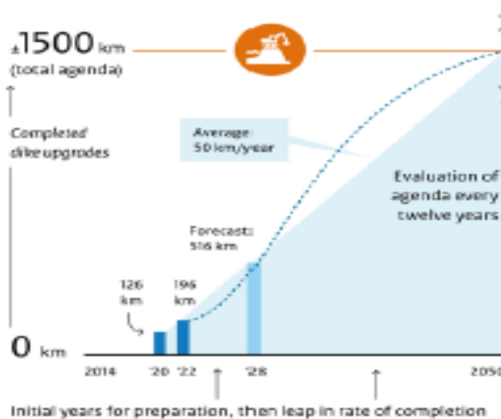 ±1500 km
(total agenda)
Completed
dike upgrades
Average:
50 km/year
Evaluation of
agenda every
twelve years
Forecast:
516 km
126
km
196
km
0 km
2014 '20 '22 '28 2050
Initial years for preparation, then leap in rate of completion